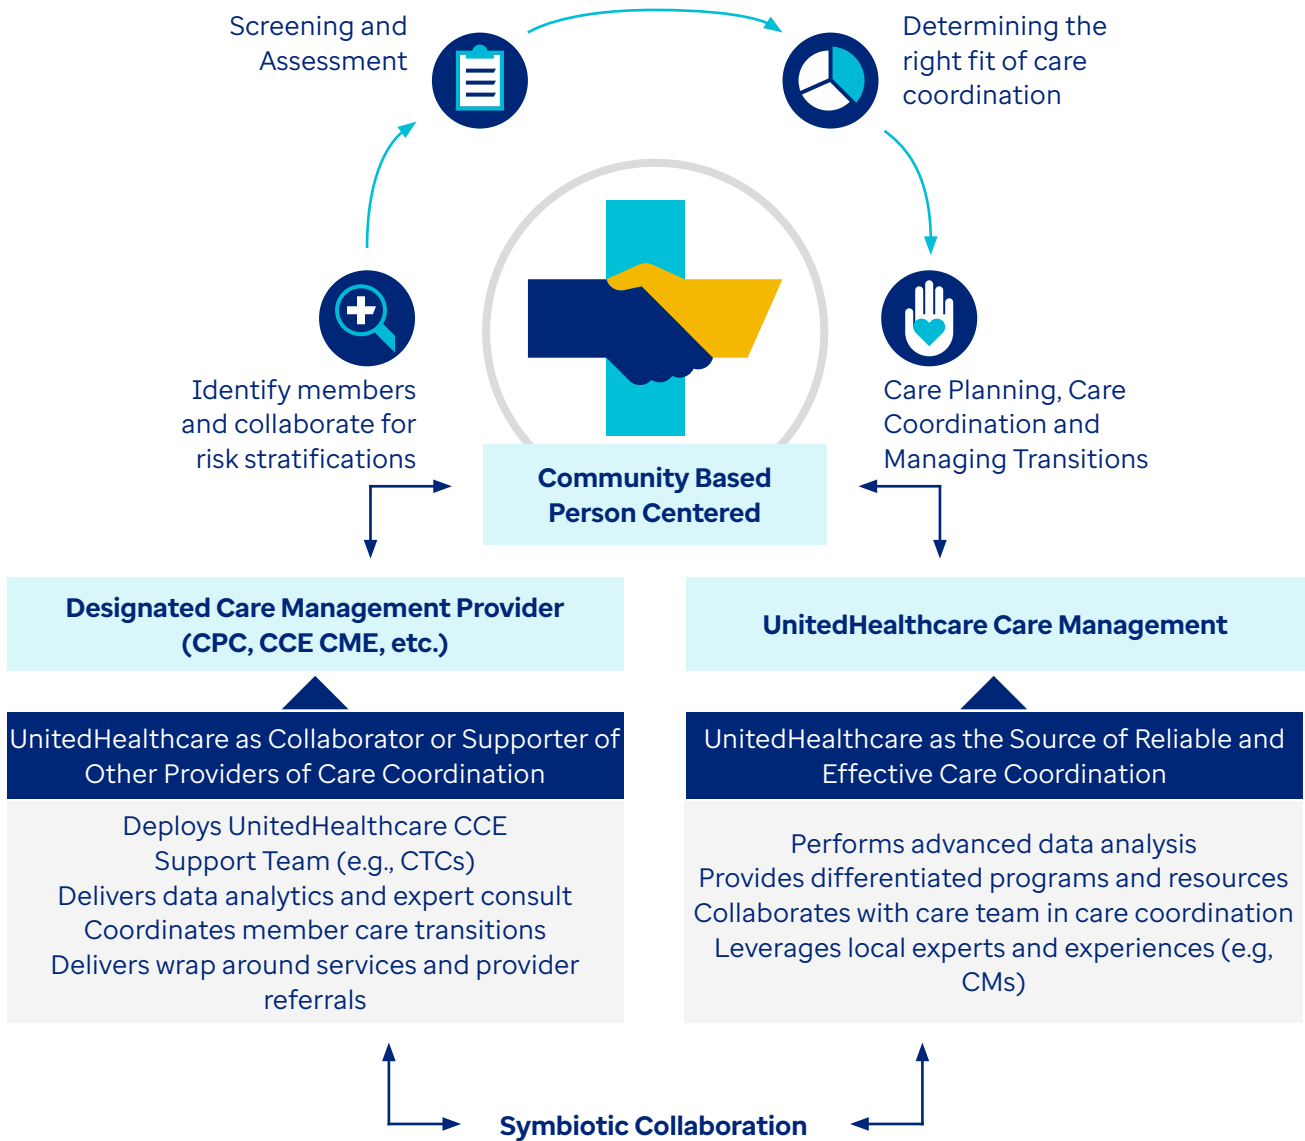 Screening and
Assessment
Determining the
right fit of care
coordination
Identify members
and collaborate for
risk stratifications
Care Planning, Care
Coordination and
Managing Transitions
Community Based
Person Centered
Designated Care Management Provider
(CPC, CCE CME, etc.)
UnitedHealthcare as Collaborator or Supporter of
Other Providers of Care Coordination
Deploys UnitedHealthcare CCE
Support Team (e.g., CTCs)
Delivers data analytics and expert consult
Coordinates member care transitions
Delivers wrap around services and provider
referrals
UnitedHealthcare Care Management
UnitedHealthcare as the Source of Reliable and
Effective Care Coordination
Performs advanced data analysis
Provides differentiated programs and resources
Collaborates with care team in care coordination
Leverages local experts and experiences (e.g,
CMs)
Symbiotic Collaboration